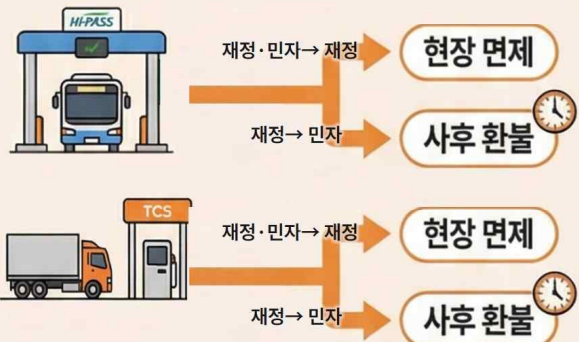 HI-PASS
재정·민자→ 재정
현장 면제
재정→ 민자
사후 환불
TCS
재정·민자→ 재정
현장 면제
재정→ 민자
사후 환불